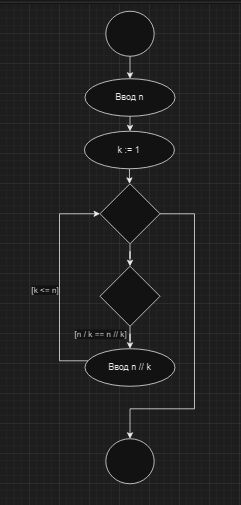 Ввод n
k := 1
[k <= n]
[n / k == n // k]
Ввод n // k